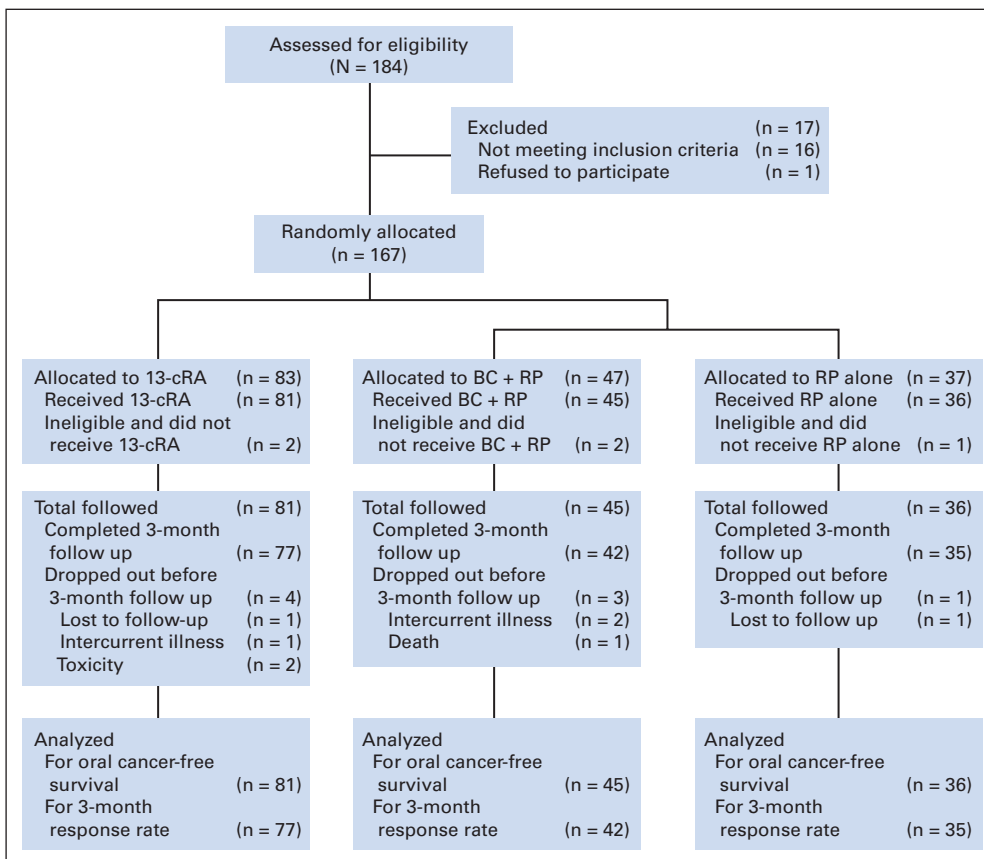 Assessed for eligibility
(N = 184)
Excluded (n = 17)
Not meeting inclusion criteria (n = 16)
Refused to participate (n = 1)
Randomly allocated
(n = 167)
Allocated to 13-cRA (n = 83)
Received 13-cRA (n = 81)
Ineligible and did not
receive 13-cRA (n = 2)
Allocated to BC + RP (n = 47)
Received BC + RP (n = 45)
Ineligible and did
not receive BC + RP (n = 2)
Allocated to RP alone (n = 37)
Received RP alone (n = 36)
Ineligible and did
not receive RP alone (n = 1)
Total followed (n = 81)
Completed 3-month
follow up (n = 77)
Dropped out before
3-month follow up (n = 4)
Lost to follow-up (n = 1)
Intercurrent illness (n = 1)
Toxicity (n = 2)
Total followed (n = 45)
Completed 3-month
follow up (n = 42)
Dropped out before
3-month follow up (n = 3)
Intercurrent illness (n = 2)
Death (n = 1)
Total followed (n = 36)
Completed 3-month
follow up (n = 35)
Dropped out before
3-month follow up (n = 1)
Lost to follow up (n = 1)
Analyzed
For oral cancer-free
survival (n = 81)
For 3-month
response rate (n = 77)
Analyzed
For oral cancer-free
survival (n = 45)
For 3-month
response rate (n = 42)
Analyzed
For oral cancer-free
survival (n = 36)
For 3-month
response rate (n = 35)